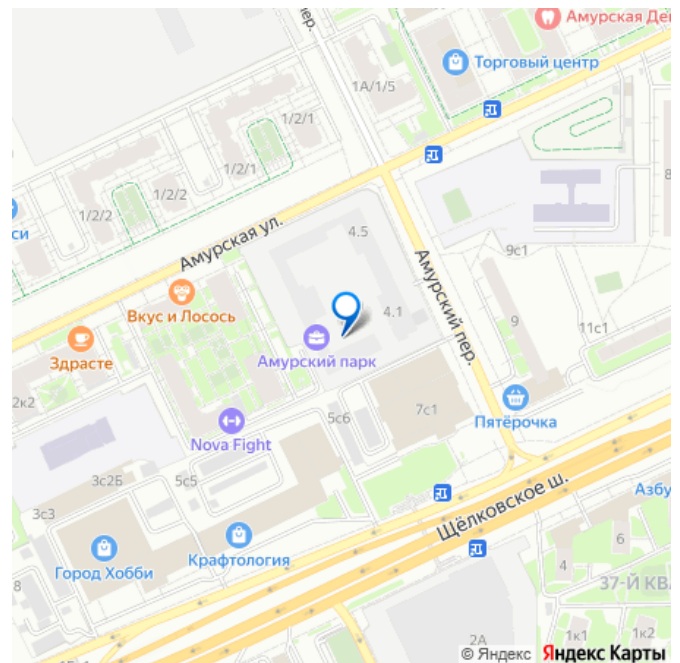 Амурская Де
Торговый центр
пер.
1А/1/5
1/2/1
1/2/1
1/2/2
1/2/2
си
Амурская ул.
4.5
8
9с1
Амурский пер.
Вкус и Лосось
4.1
9
11с1
Здрасте
Амурский парк
2к2
5с6
7с1
Пятёрочка
Nova Fight
3с2Б
5с5
3с3
Щёлковское ш.
Азбу
Город Хобби
Крафтология
8
6
4
37-Й КВА
2А
1к1
1к2
© Яндекс Яндекс Карты